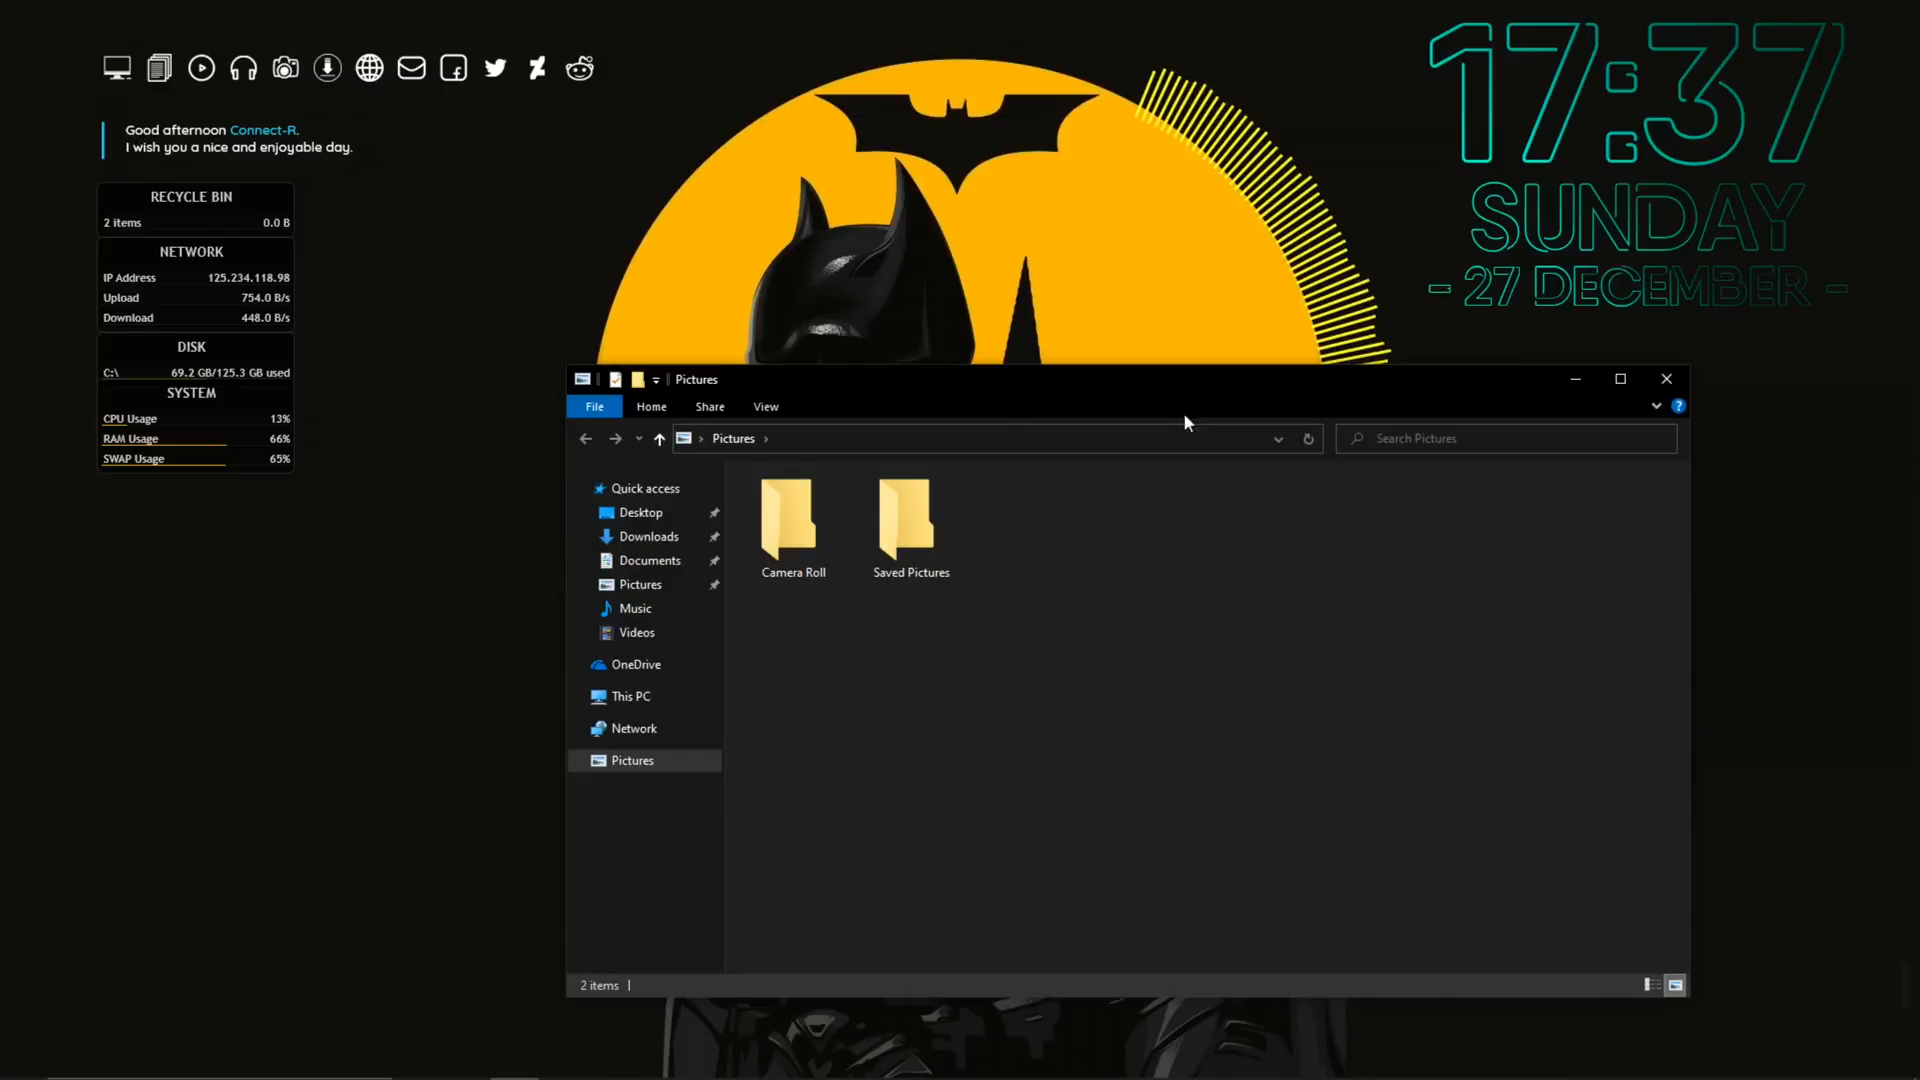 17:37
SUNDAY
- 27 DECEMBER -
Good afternoon Connect-R.
I wish you a nice and enjoyable day.
RECYCLE BIN
2 items 0.0 B
NETWORK
IP Address 125.234.118.98
Upload 754.0 B/s
Download 448.0 B/s
DISK
C:\ 69.2 GB/125.3 GB used
SYSTEM
CPU Usage 13%
RAM Usage 66%
SWAP Usage 65%
Pictures
File Home Share View
Pictures
Search Pictures
Quick access
Desktop
Downloads
Documents
Pictures
Music
Videos
OneDrive
This PC
Network
Pictures
Camera Roll
Saved Pictures
2 items